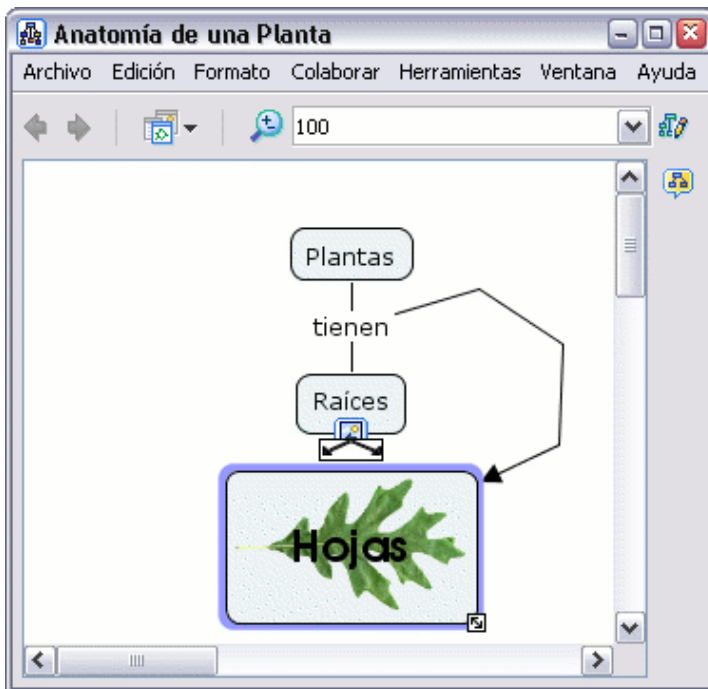 Anatomía de una Planta
Archivo Edición Formato Colaborar Herramientas Ventana Ayuda
100
Plantas
tienen
Raíces
Hojas